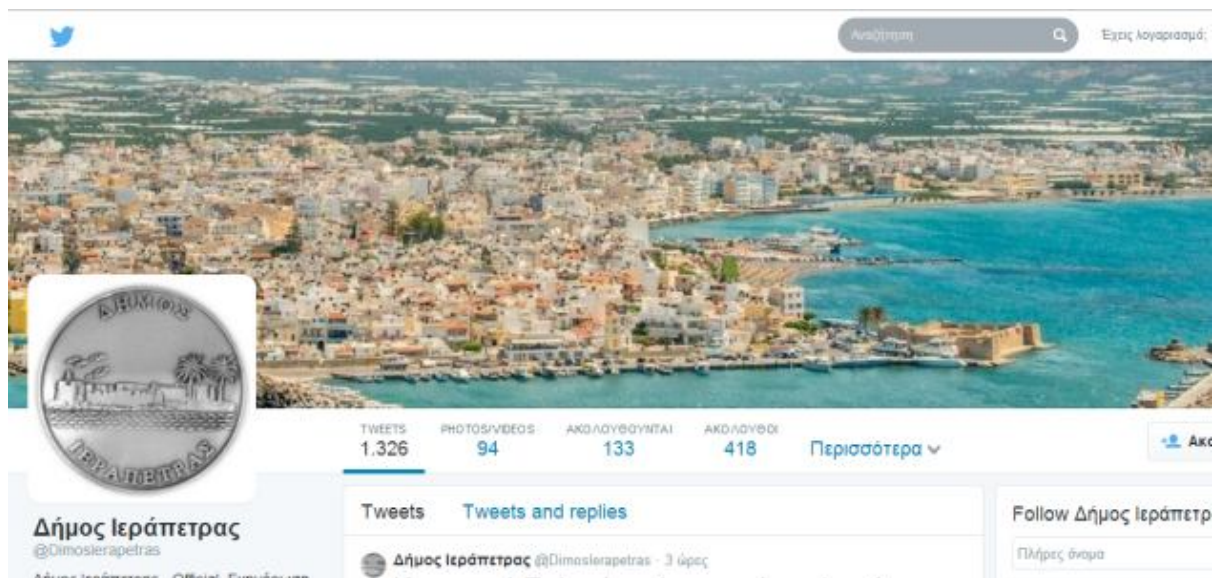 Αναζήτηση
Έχεις λογαριασμό;
ΔΗΜΟΣ
ΙΕΡΑΠΕΤΡΑΣ
TWEETS PHOTOS/VIDEOS ΑΚΟΛΟΥΘΟΥΝΤΑΙ ΑΚΟΛΟΥΘΟΙ
1.326 94 133 418 Περισσότερα
Ακο
Δήμος Ιεράπετρας
@DimosIerapetras
Tweets Tweets and replies
Δήμος Ιεράπετρας @DimosIerapetras · 3 ώρες
Follow Δήμος Ιεράπετρ
Πλήρες όνομα